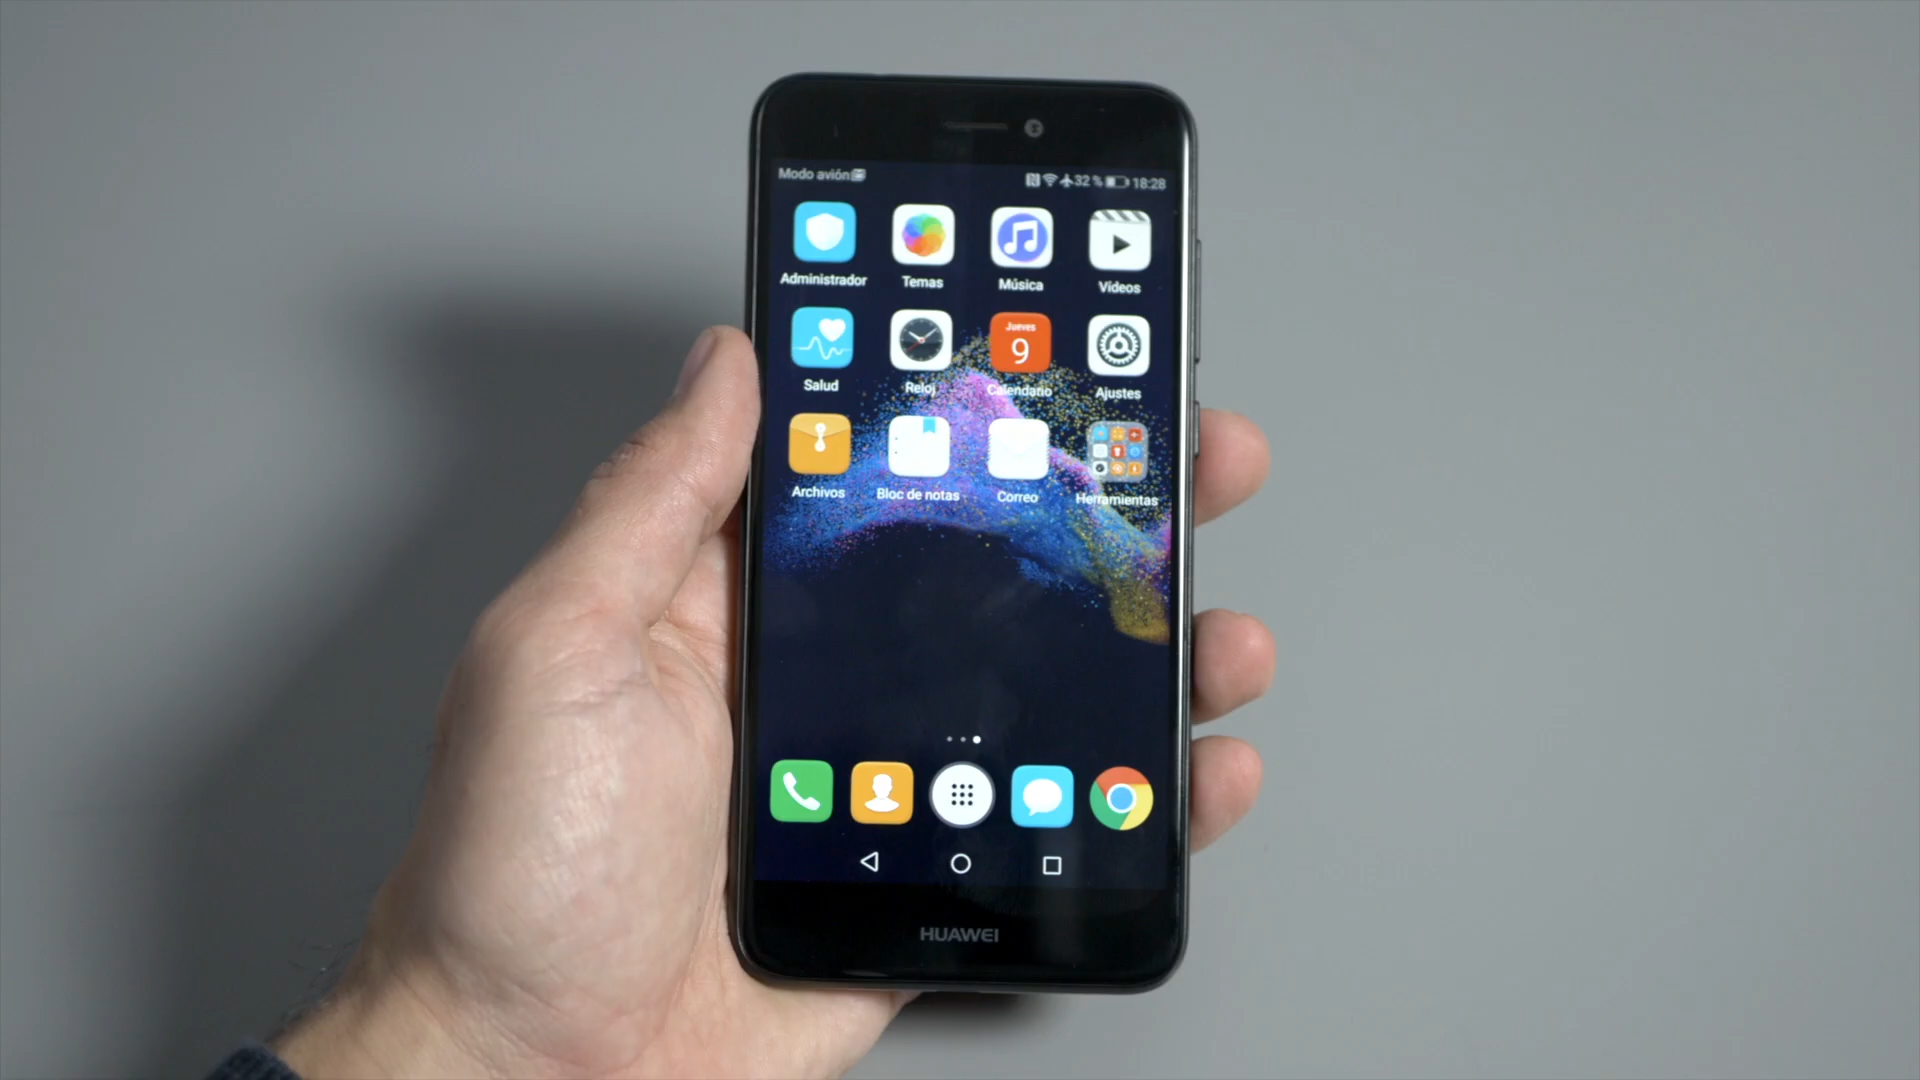 Modo avión 32 % 18:28
Administrador Temas Música Vídeos
Jueves
9
Salud Reloj Calendario Ajustes
Archivos Bloc de notas Correo Herramientas
HUAWEI